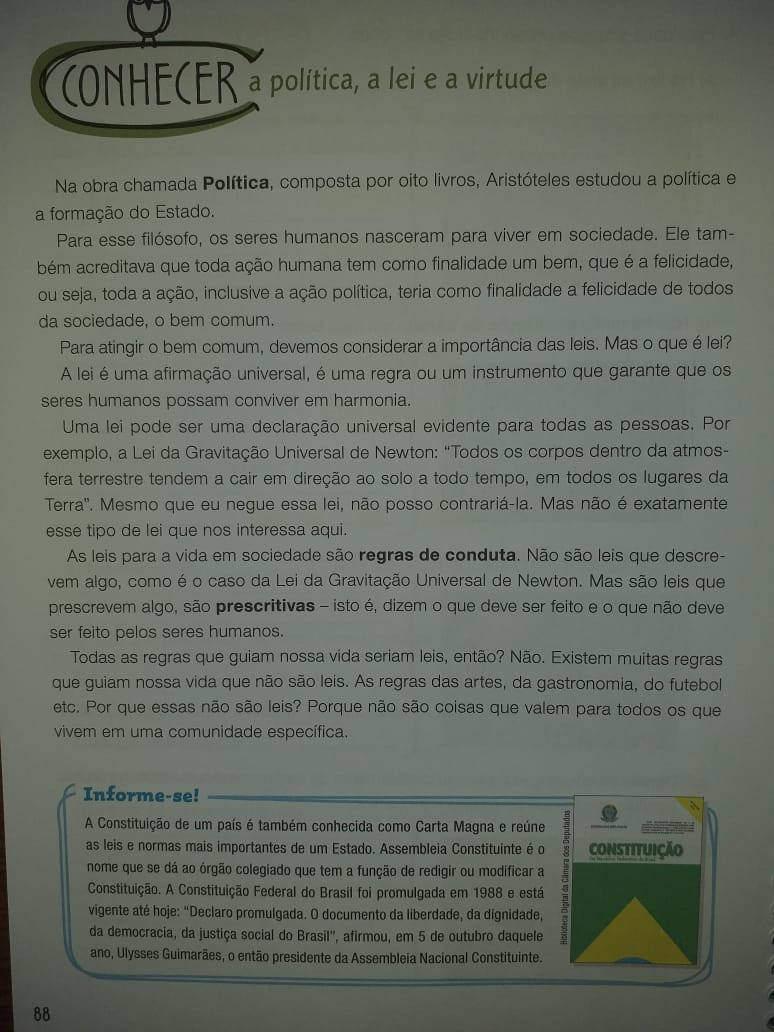 CONHECER a política, a lei e a virtude
Na obra chamada Política, composta por oito livros, Aristóteles estudou a política e
a formação do Estado.
Para esse filósofo, os seres humanos nasceram para viver em sociedade. Ele tam-
bém acreditava que toda ação humana tem como finalidade um bem, que é a felicidade,
ou seja, toda a ação, inclusive a ação política, teria como finalidade a felicidade de todos
da sociedade, o bem comum.
Para atingir o bem comum, devemos considerar a importância das leis. Mas o que é lei?
A lei é uma afirmação universal, é uma regra ou um instrumento que garante que os
seres humanos possam conviver em harmonia.
Uma lei pode ser uma declaração universal evidente para todas as pessoas. Por
exemplo, a Lei da Gravitação Universal de Newton: “Todos os corpos dentro da atmos-
fera terrestre tendem a cair em direção ao solo a todo tempo, em todos os lugares da
Terra”. Mesmo que eu negue essa lei, não posso contrariá-la. Mas não é exatamente
esse tipo de lei que nos interessa aqui.
As leis para a vida em sociedade são regras de conduta. Não são leis que descre-
vem algo, como é o caso da Lei da Gravitação Universal de Newton. Mas são leis que
prescrevem algo, são prescritivas – isto é, dizem o que deve ser feito e o que não deve
ser feito pelos seres humanos.
Todas as regras que guiam nossa vida seriam leis, então? Não. Existem muitas regras
que guiam nossa vida que não são leis. As regras das artes, da gastronomia, do futebol
etc. Por que essas não são leis? Porque não são coisas que valem para todos os que
vivem em uma comunidade específica.
Informe-se!
A Constituição de um país é também conhecida como Carta Magna e reúne
as leis e normas mais importantes de um Estado. Assembleia Constituinte é o
nome que se dá ao órgão colegiado que tem a função de redigir ou modificar a
Constituição. A Constituição Federal do Brasil foi promulgada em 1988 e está
vigente até hoje: “Declaro promulgada. O documento da liberdade, da dignidade,
da democracia, da justiça social do Brasil”, afirmou, em 5 de outubro daquele
ano, Ulysses Guimarães, o então presidente da Assembleia Nacional Constituinte.
Biblioteca Digital da Câmara dos Deputados
CONSTITUIÇÃO
da República Federativa do Brasil
88